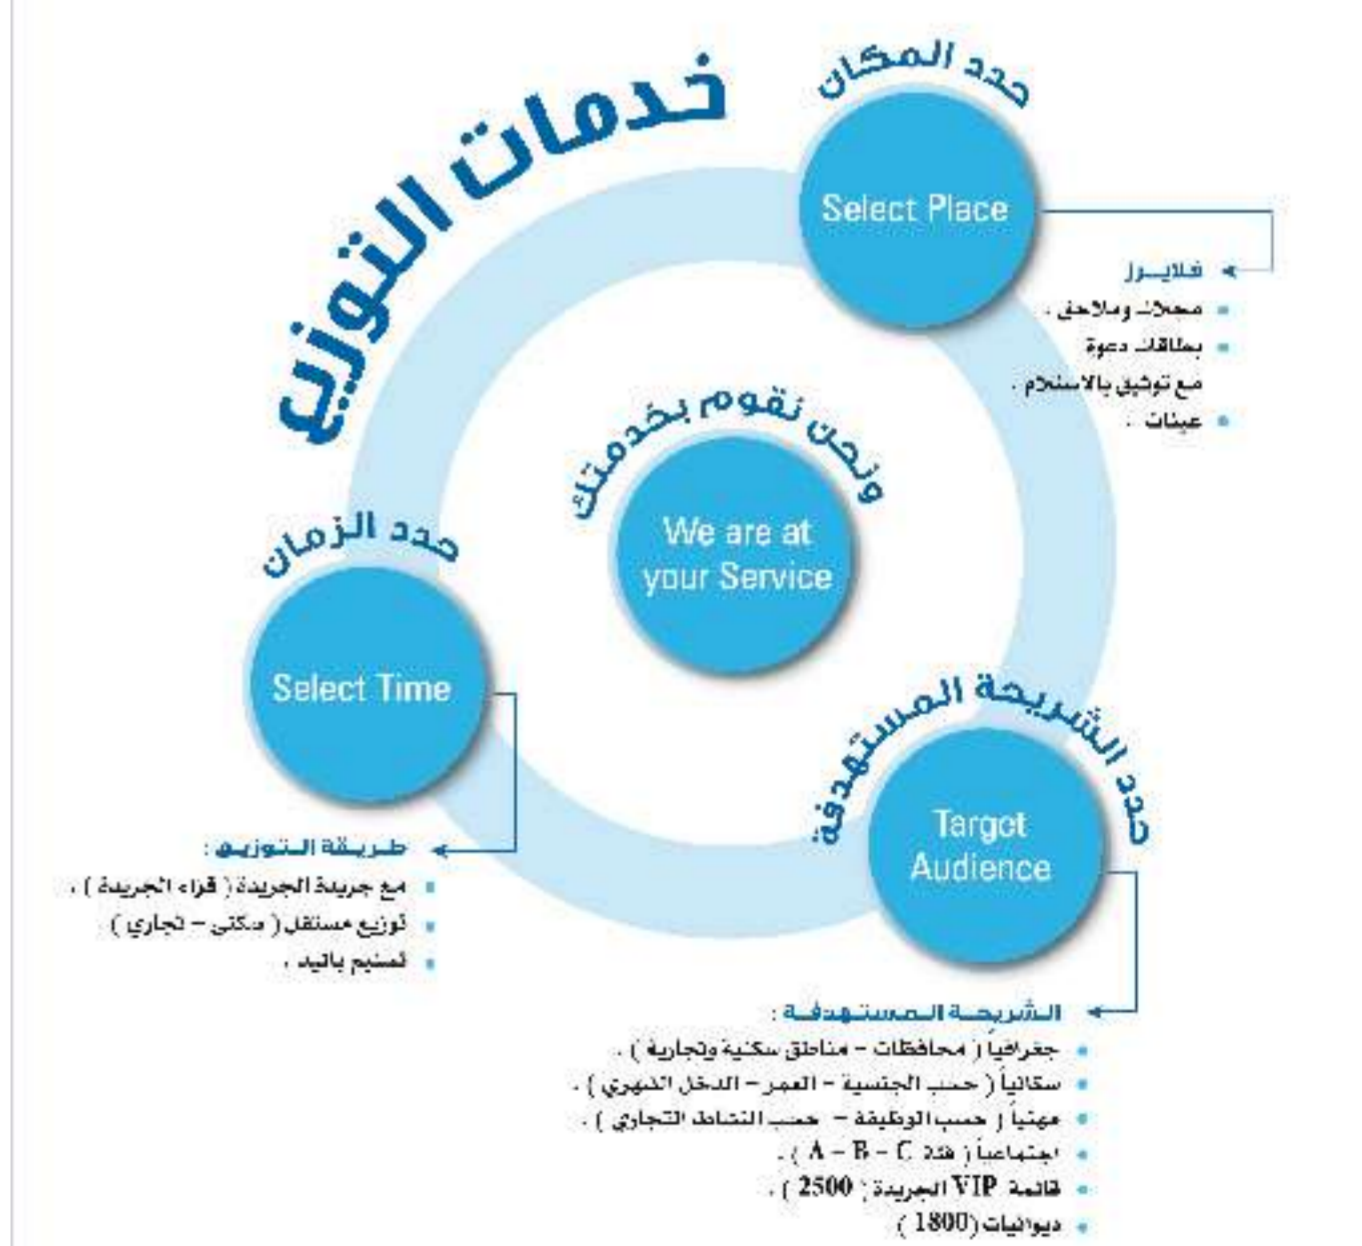 خدمات التوزيع
حدد المكان
Select Place
فلايـرز
مجلات وملاحق .
بطاقات دعوة
مع توثيق بالاستلام .
عينات .
ونحن نقوم بخدمتك
We are at
your Service
حدد الزمان
Select Time
طريقة التوزيع :
مع جريدة الجريدة ( قراء الجريدة ) .
توزيع مستقل ( سكني – تجاري )
تسليم باليد .
حدد الشريحة المستهدفة
Target
Audience
الشريحة المستهدفة :
جغرافياً ( محافظات – مناطق سكنية وتجارية ) .
سكانياً ( حسب الجنسية – العمر – الدخل الشهري ) .
مهنياً ( حسب الوظيفة – حسب النشاط التجاري ) .
اجتماعياً ( فئة A – B – C ) .
قائمة VIP الجريدة ( 2500 ) .
ديوانيات (1800 )